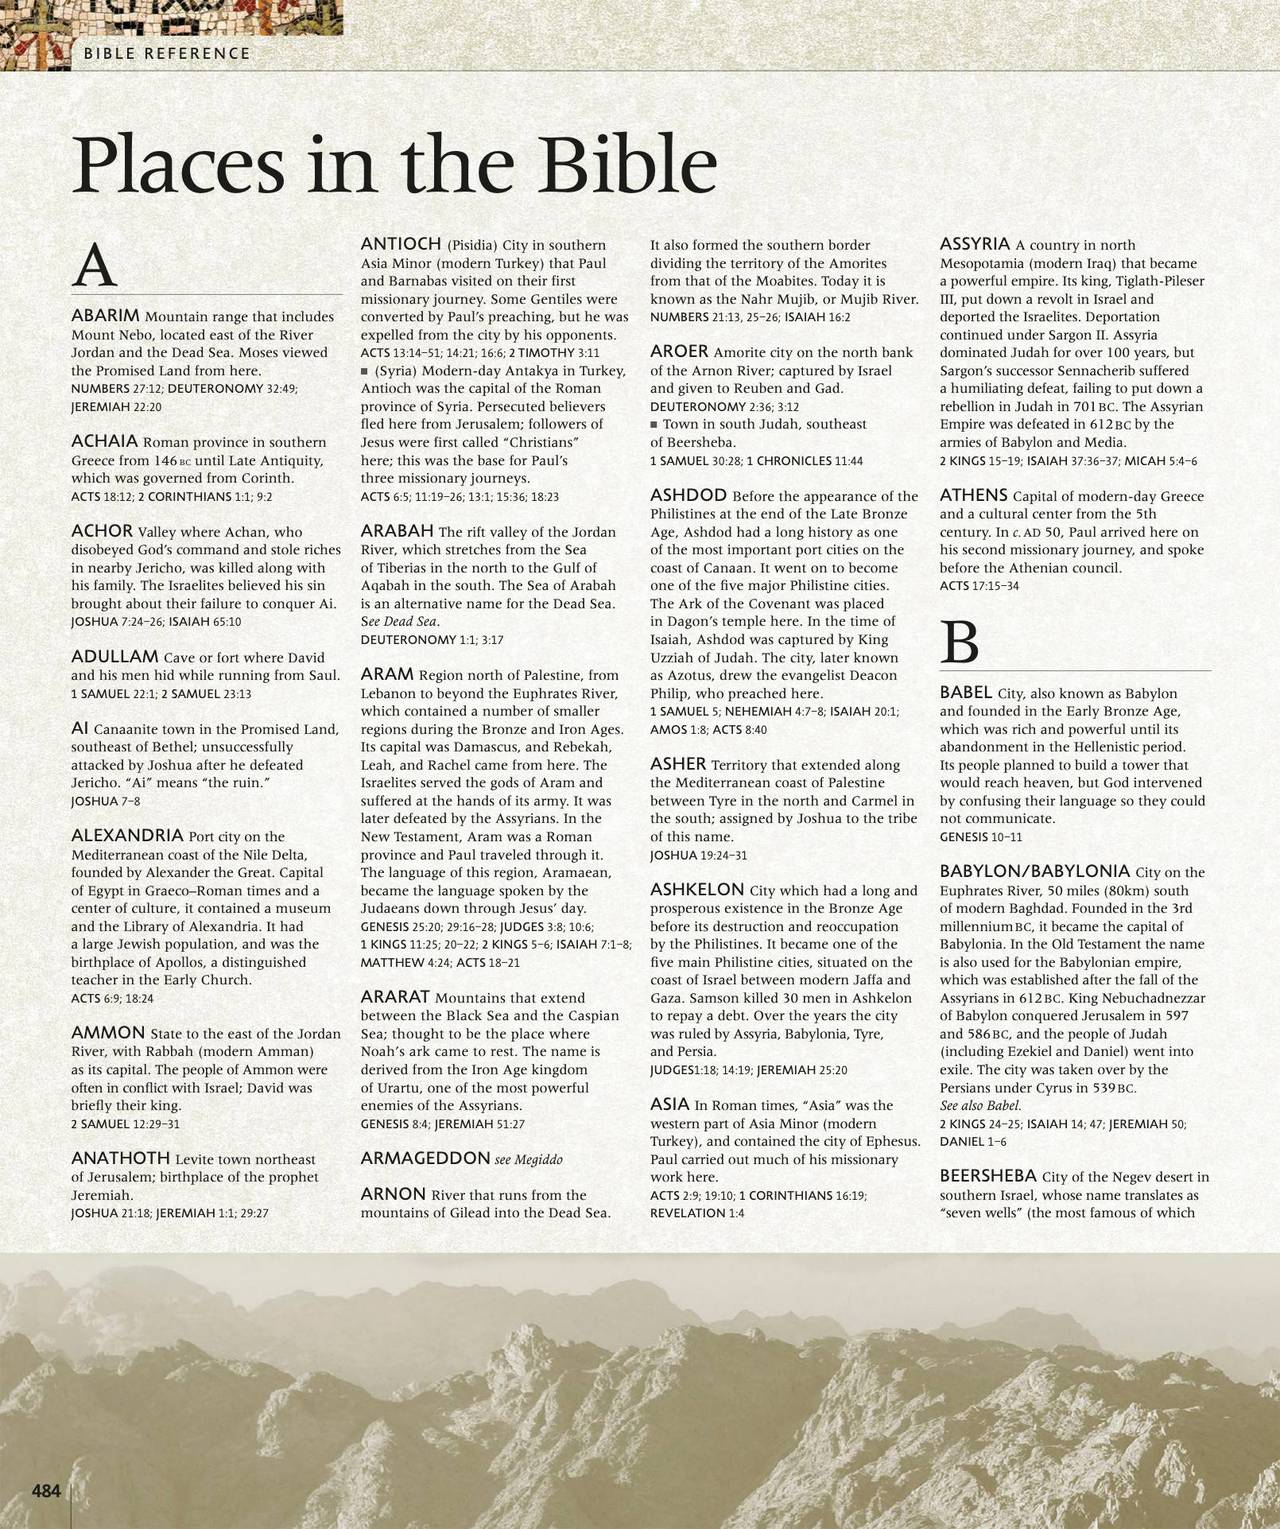 BIBLE REFERENCE
Places in the Bible
A
ABARIM Mountain range that includes
Mount Nebo, located east of the River
Jordan and the Dead Sea. Moses viewed
the Promised Land from here.
NUMBERS 27:12; DEUTERONOMY 32:49;
JEREMIAH 22:20
ACHAIA Roman province in southern
Greece from 146 BC until Late Antiquity,
which was governed from Corinth.
ACTS 18:12; 2 CORINTHIANS 1:1; 9:2
ACHOR Valley where Achan, who
disobeyed God's command and stole riches
in nearby Jericho, was killed along with
his family. The Israelites believed his sin
brought about their failure to conquer Ai.
JOSHUA 7:24–26; ISAIAH 65:10
ADULLAM Cave or fort where David
and his men hid while running from Saul.
1 SAMUEL 22:1; 2 SAMUEL 23:13
AI Canaanite town in the Promised Land,
southeast of Bethel; unsuccessfully
attacked by Joshua after he defeated
Jericho. “Ai” means “the ruin.”
JOSHUA 7–8
ALEXANDRIA Port city on the
Mediterranean coast of the Nile Delta,
founded by Alexander the Great. Capital
of Egypt in Graeco–Roman times and a
center of culture, it contained a museum
and the Library of Alexandria. It had
a large Jewish population, and was the
birthplace of Apollos, a distinguished
teacher in the Early Church.
ACTS 6:9; 18:24
AMMON State to the east of the Jordan
River, with Rabbah (modern Amman)
as its capital. The people of Ammon were
often in conflict with Israel; David was
briefly their king.
2 SAMUEL 12:29–31
ANATHOTH Levite town northeast
of Jerusalem; birthplace of the prophet
Jeremiah.
JOSHUA 21:18; JEREMIAH 1:1; 29:27
ANTIOCH (Pisidia) City in southern
Asia Minor (modern Turkey) that Paul
and Barnabas visited on their first
missionary journey. Some Gentiles were
converted by Paul's preaching, but he was
expelled from the city by his opponents.
ACTS 13:14–51; 14:21; 16:6; 2 TIMOTHY 3:11
■ (Syria) Modern-day Antakya in Turkey,
Antioch was the capital of the Roman
province of Syria. Persecuted believers
fled here from Jerusalem; followers of
Jesus were first called “Christians”
here; this was the base for Paul's
three missionary journeys.
ACTS 6:5; 11:19–26; 13:1; 15:36; 18:23
ARABAH The rift valley of the Jordan
River, which stretches from the Sea
of Tiberias in the north to the Gulf of
Aqabah in the south. The Sea of Arabah
is an alternative name for the Dead Sea.
See Dead Sea.
DEUTERONOMY 1:1; 3:17
ARAM Region north of Palestine, from
Lebanon to beyond the Euphrates River,
which contained a number of smaller
regions during the Bronze and Iron Ages.
Its capital was Damascus, and Rebekah,
Leah, and Rachel came from here. The
Israelites served the gods of Aram and
suffered at the hands of its army. It was
later defeated by the Assyrians. In the
New Testament, Aram was a Roman
province and Paul traveled through it.
The language of this region, Aramaean,
became the language spoken by the
Judaeans down through Jesus' day.
GENESIS 25:20; 29:16–28; JUDGES 3:8; 10:6;
1 KINGS 11:25; 20–22; 2 KINGS 5–6; ISAIAH 7:1–8;
MATTHEW 4:24; ACTS 18–21
ARARAT Mountains that extend
between the Black Sea and the Caspian
Sea; thought to be the place where
Noah's ark came to rest. The name is
derived from the Iron Age kingdom
of Urartu, one of the most powerful
enemies of the Assyrians.
GENESIS 8:4; JEREMIAH 51:27
ARMAGEDDON see Megiddo
ARNON River that runs from the
mountains of Gilead into the Dead Sea.
It also formed the southern border
dividing the territory of the Amorites
from that of the Moabites. Today it is
known as the Nahr Mujib, or Mujib River.
NUMBERS 21:13, 25–26; ISAIAH 16:2
AROER Amorite city on the north bank
of the Arnon River; captured by Israel
and given to Reuben and Gad.
DEUTERONOMY 2:36; 3:12
■ Town in south Judah, southeast
of Beersheba.
1 SAMUEL 30:28; 1 CHRONICLES 11:44
ASHDOD Before the appearance of the
Philistines at the end of the Late Bronze
Age, Ashdod had a long history as one
of the most important port cities on the
coast of Canaan. It went on to become
one of the five major Philistine cities.
The Ark of the Covenant was placed
in Dagon's temple here. In the time of
Isaiah, Ashdod was captured by King
Uzziah of Judah. The city, later known
as Azotus, drew the evangelist Deacon
Philip, who preached here.
1 SAMUEL 5; NEHEMIAH 4:7–8; ISAIAH 20:1;
AMOS 1:8; ACTS 8:40
ASHER Territory that extended along
the Mediterranean coast of Palestine
between Tyre in the north and Carmel in
the south; assigned by Joshua to the tribe
of this name.
JOSHUA 19:24–31
ASHKELON City which had a long and
prosperous existence in the Bronze Age
before its destruction and reoccupation
by the Philistines. It became one of the
five main Philistine cities, situated on the
coast of Israel between modern Jaffa and
Gaza. Samson killed 30 men in Ashkelon
to repay a debt. Over the years the city
was ruled by Assyria, Babylonia, Tyre,
and Persia.
JUDGES1:18; 14:19; JEREMIAH 25:20
ASIA In Roman times, “Asia” was the
western part of Asia Minor (modern
Turkey), and contained the city of Ephesus.
Paul carried out much of his missionary
work here.
ACTS 2:9; 19:10; 1 CORINTHIANS 16:19;
REVELATION 1:4
ASSYRIA A country in north
Mesopotamia (modern Iraq) that became
a powerful empire. Its king, Tiglath-Pileser
III, put down a revolt in Israel and
deported the Israelites. Deportation
continued under Sargon II. Assyria
dominated Judah for over 100 years, but
Sargon's successor Sennacherib suffered
a humiliating defeat, failing to put down a
rebellion in Judah in 701 BC. The Assyrian
Empire was defeated in 612 BC by the
armies of Babylon and Media.
2 KINGS 15–19; ISAIAH 37:36–37; MICAH 5:4–6
ATHENS Capital of modern-day Greece
and a cultural center from the 5th
century. In c. AD 50, Paul arrived here on
his second missionary journey, and spoke
before the Athenian council.
ACTS 17:15–34
B
BABEL City, also known as Babylon
and founded in the Early Bronze Age,
which was rich and powerful until its
abandonment in the Hellenistic period.
Its people planned to build a tower that
would reach heaven, but God intervened
by confusing their language so they could
not communicate.
GENESIS 10–11
BABYLON/BABYLONIA City on the
Euphrates River, 50 miles (80km) south
of modern Baghdad. Founded in the 3rd
millennium BC, it became the capital of
Babylonia. In the Old Testament the name
is also used for the Babylonian empire,
which was established after the fall of the
Assyrians in 612 BC. King Nebuchadnezzar
of Babylon conquered Jerusalem in 597
and 586 BC, and the people of Judah
(including Ezekiel and Daniel) went into
exile. The city was taken over by the
Persians under Cyrus in 539 BC.
See also Babel.
2 KINGS 24–25; ISAIAH 14; 47; JEREMIAH 50;
DANIEL 1–6
BEERSHEBA City of the Negev desert in
southern Israel, whose name translates as
“seven wells” (the most famous of which
484